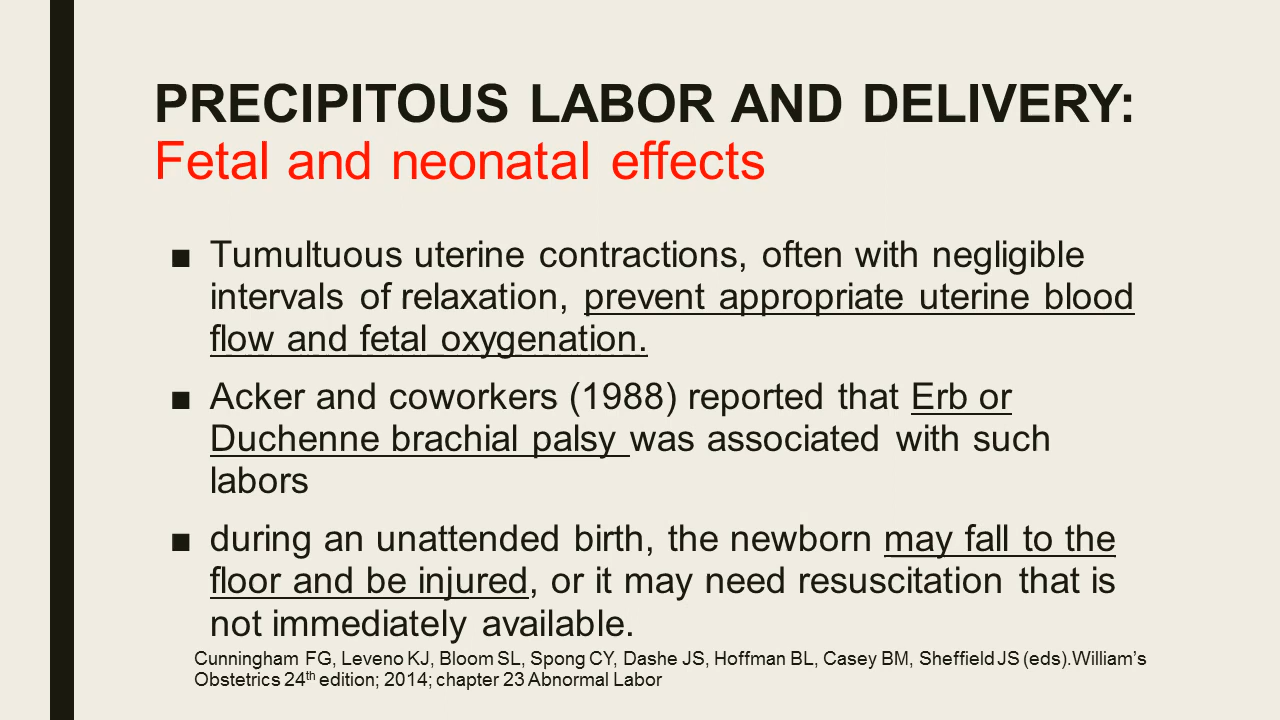 PRECIPITOUS LABOR AND DELIVERY:
Fetal and neonatal effects
■ Tumultuous uterine contractions, often with negligible
intervals of relaxation, prevent appropriate uterine blood
flow and fetal oxygenation.
■ Acker and coworkers (1988) reported that Erb or
Duchenne brachial palsy was associated with such
labors
■ during an unattended birth, the newborn may fall to the
floor and be injured, or it may need resuscitation that is
not immediately available.
Cunningham FG, Leveno KJ, Bloom SL, Spong CY, Dashe JS, Hoffman BL, Casey BM, Sheffield JS (eds).William’s
Obstetrics 24th edition; 2014; chapter 23 Abnormal Labor